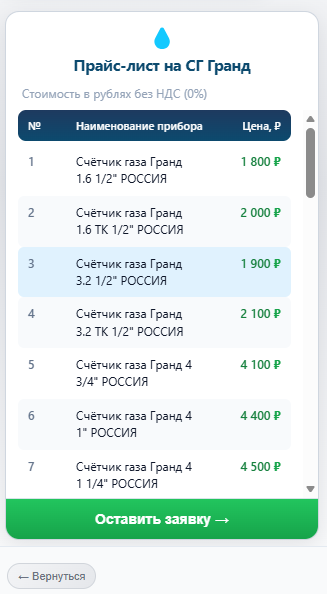 Прайс-лист на СГ Гранд
Стоимость в рублях без НДС (0%)
№ Наименование прибора Цена, ₽
1 Счётчик газа Гранд 1 800 ₽
1.6 1/2" РОССИЯ
2 Счётчик газа Гранд 2 000 ₽
1.6 ТК 1/2" РОССИЯ
3 Счётчик газа Гранд 1 900 ₽
3.2 1/2" РОССИЯ
4 Счётчик газа Гранд 2 100 ₽
3.2 ТК 1/2" РОССИЯ
5 Счётчик газа Гранд 4 4 100 ₽
3/4" РОССИЯ
6 Счётчик газа Гранд 4 4 400 ₽
1" РОССИЯ
7 Счётчик газа Гранд 4 4 500 ₽
1 1/4" РОССИЯ
Оставить заявку →
← Вернуться